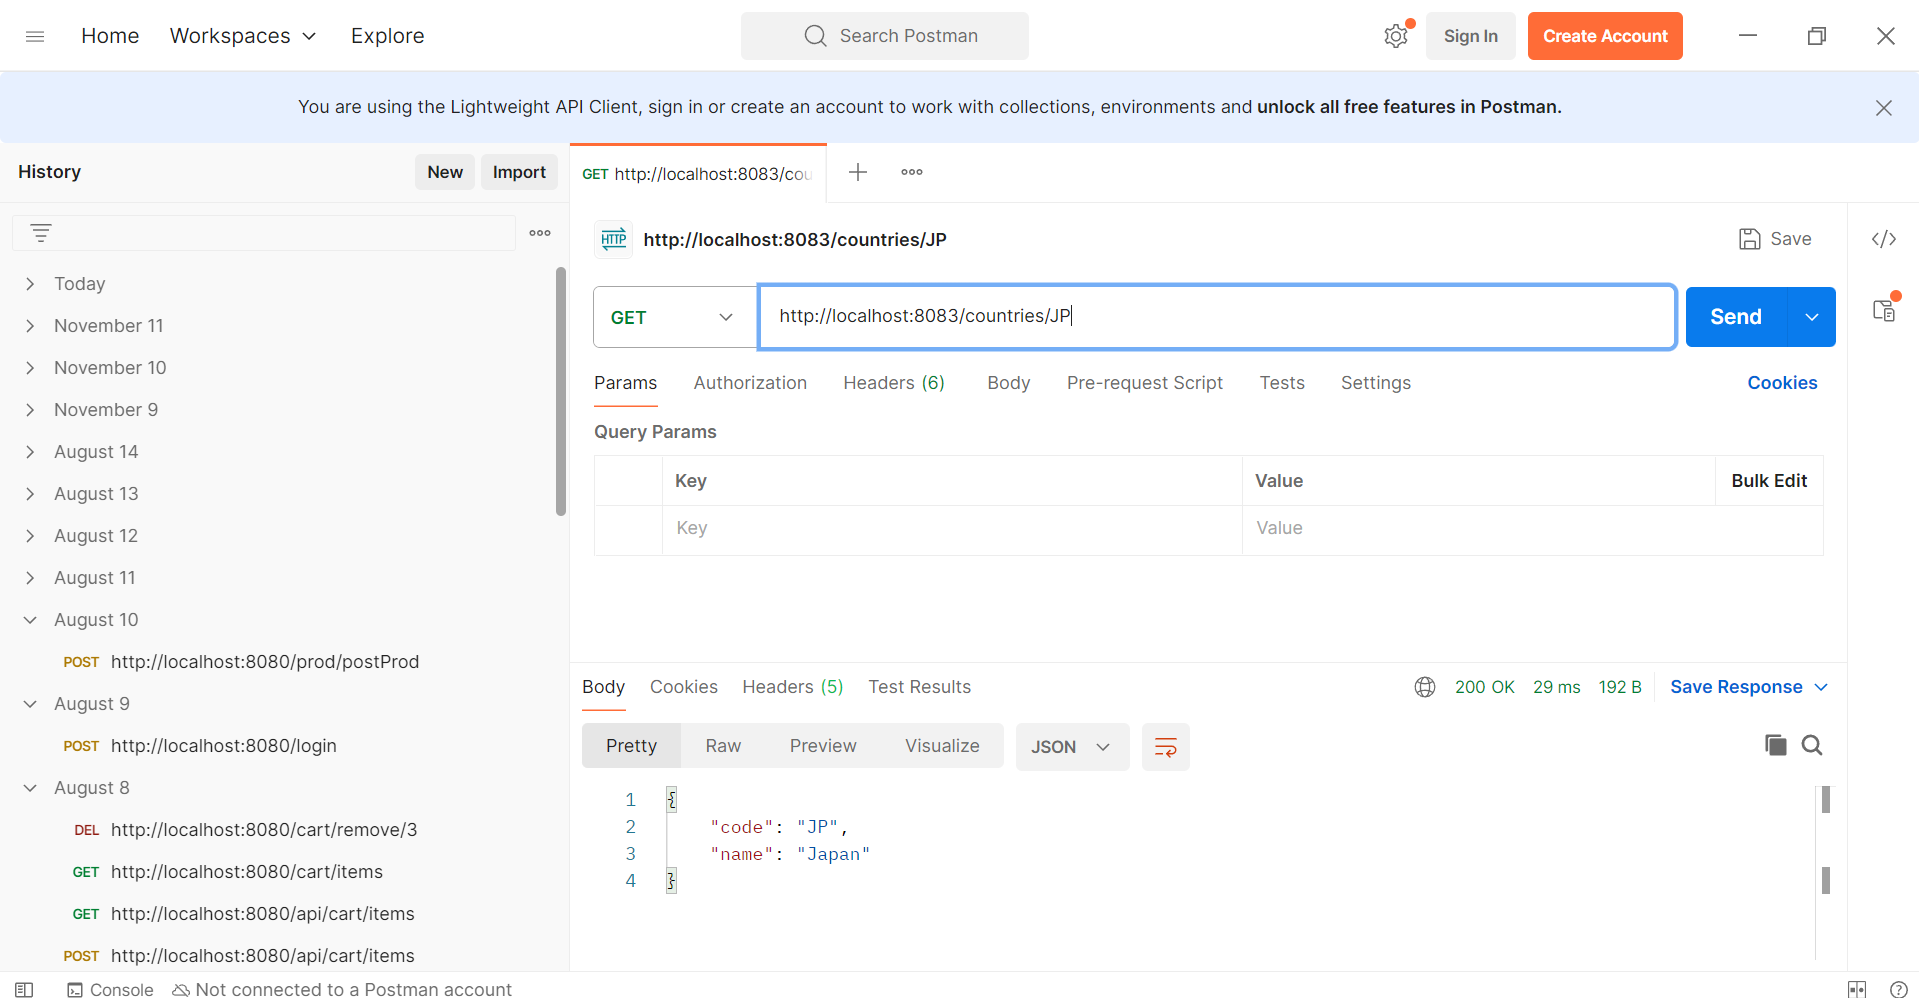 Home Workspaces Explore Search Postman Sign In Create Account
You are using the Lightweight API Client, sign in or create an account to work with collections, environments and unlock all free features in Postman.
History New Import
Today
November 11
November 10
November 9
August 14
August 13
August 12
August 11
August 10
POST http://localhost:8080/prod/postProd
August 9
POST http://localhost:8080/login
August 8
DEL http://localhost:8080/cart/remove/3
GET http://localhost:8080/cart/items
GET http://localhost:8080/api/cart/items
POST http://localhost:8080/api/cart/items
GET http://localhost:8083/cou
HTTP http://localhost:8083/countries/JP Save </>
GET http://localhost:8083/countries/JP Send
Params Authorization Headers (6) Body Pre-request Script Tests Settings Cookies
Query Params
Key Value Bulk Edit
Key Value
Body Cookies Headers (5) Test Results 200 OK 29 ms 192 B Save Response
Pretty Raw Preview Visualize JSON
1 {
2 "code": "JP",
3 "name": "Japan"
4 }
Console Not connected to a Postman account